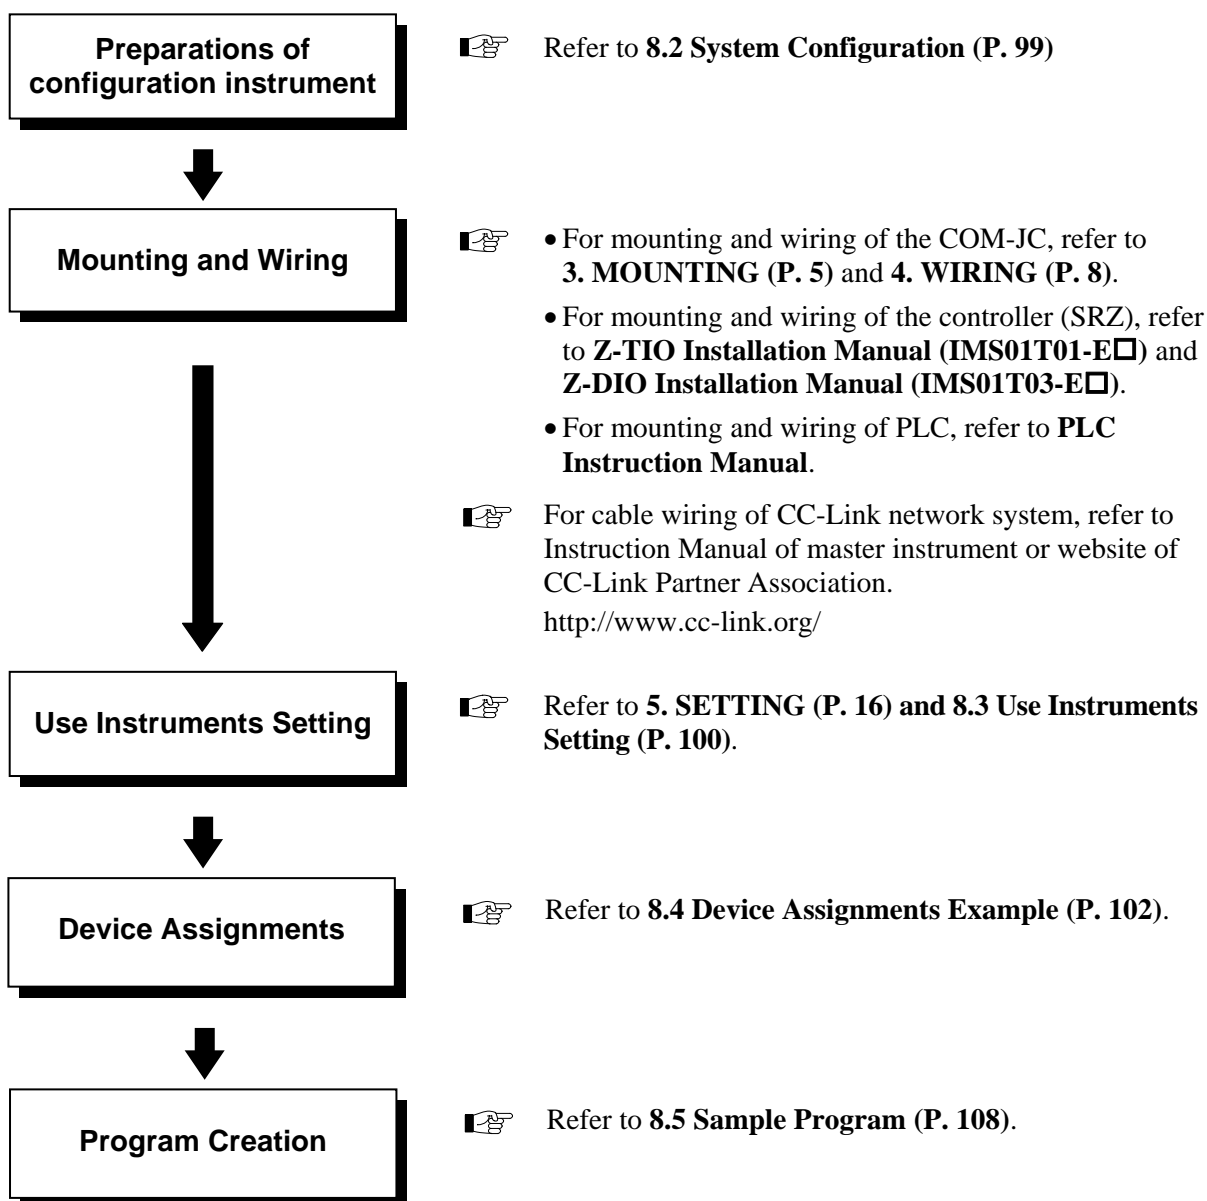 Preparations of
configuration instrument
Refer to 8.2 System Configuration (P. 99)
Mounting and Wiring
• For mounting and wiring of the COM-JC, refer to
3. MOUNTING (P. 5) and 4. WIRING (P. 8).
• For mounting and wiring of the controller (SRZ), refer
to Z-TIO Installation Manual (IMS01T01-E□) and
Z-DIO Installation Manual (IMS01T03-E□).
• For mounting and wiring of PLC, refer to PLC
Instruction Manual.
For cable wiring of CC-Link network system, refer to
Instruction Manual of master instrument or website of
CC-Link Partner Association.
http://www.cc-link.org/
Use Instruments Setting
Refer to 5. SETTING (P. 16) and 8.3 Use Instruments
Setting (P. 100).
Device Assignments
Refer to 8.4 Device Assignments Example (P. 102).
Program Creation
Refer to 8.5 Sample Program (P. 108).